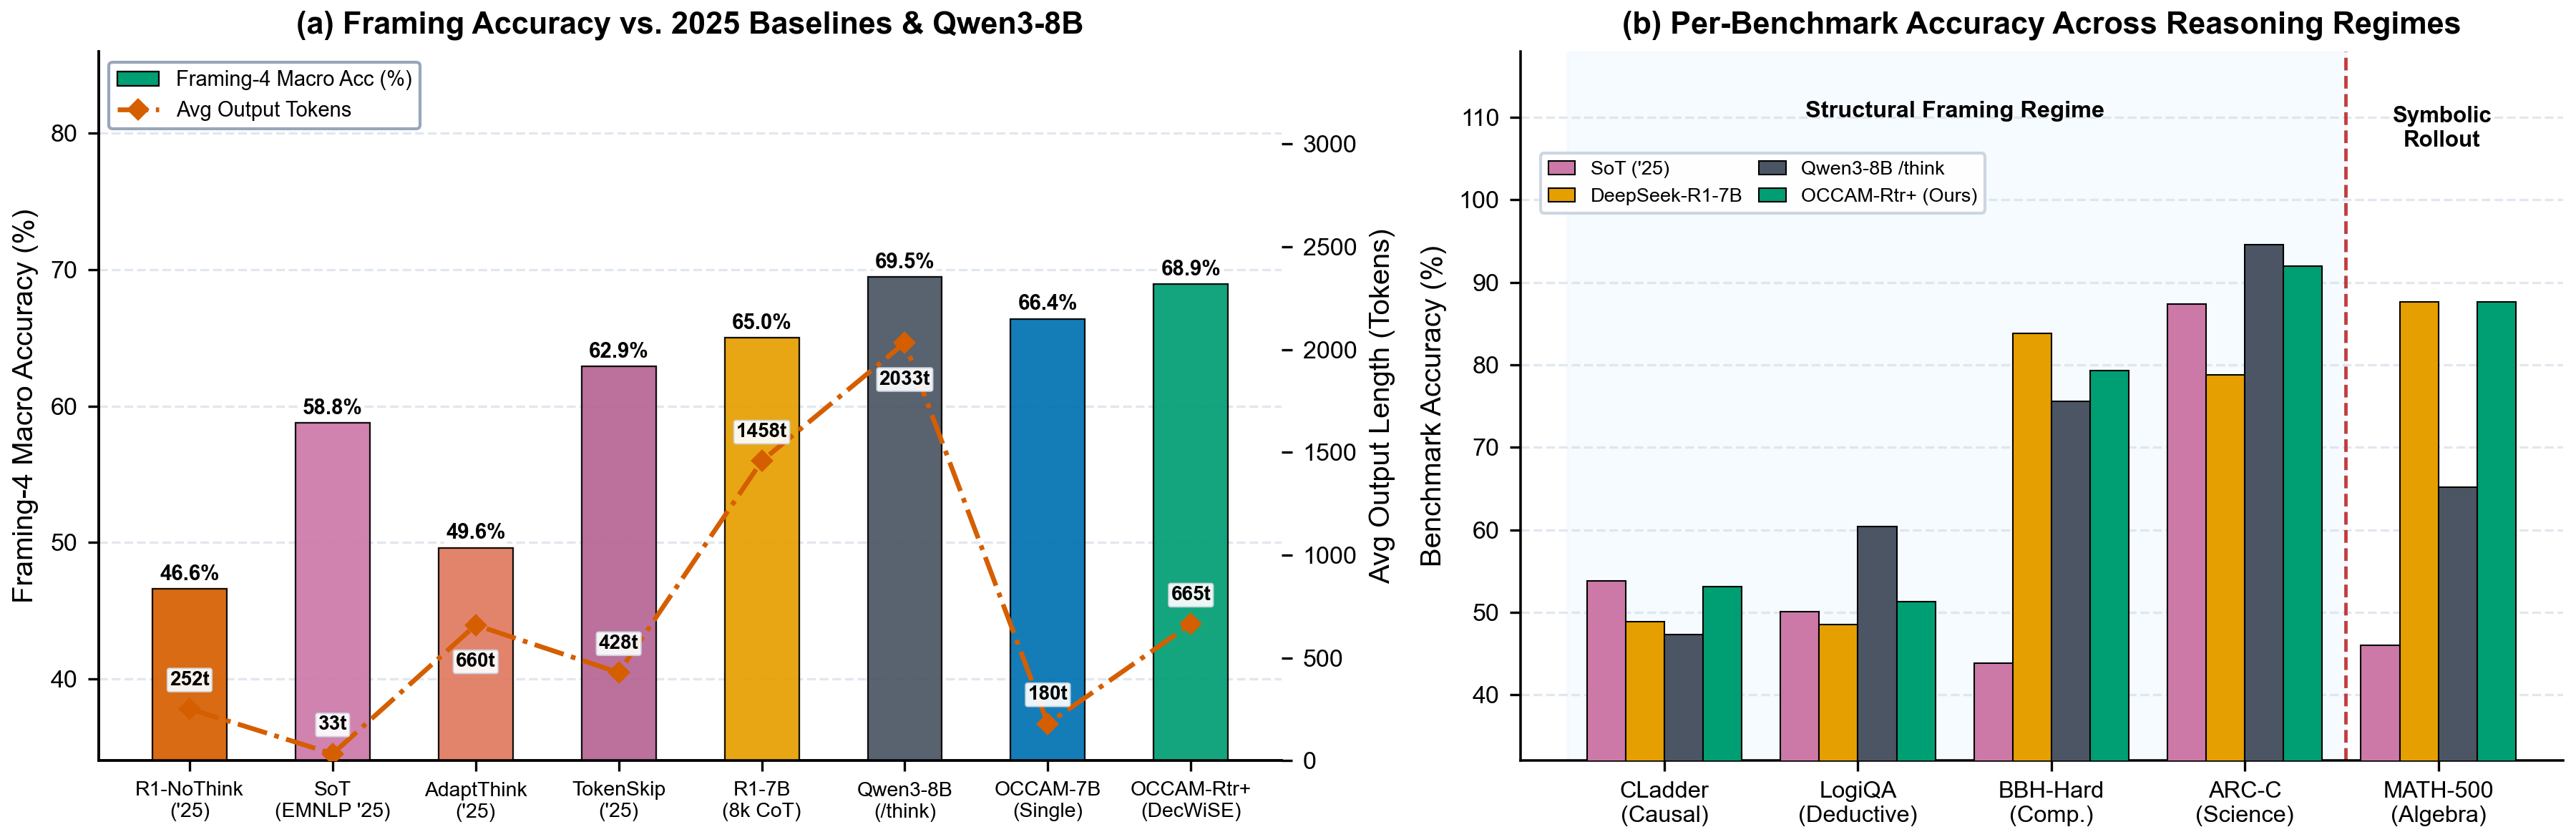 (a) Framing Accuracy vs. 2025 Baselines & Qwen3-8B
Framing-4 Macro Acc (%)
Avg Output Tokens
Framing-4 Macro Accuracy (%)
80
70
60
50
40
46.6%
58.8%
49.6%
62.9%
65.0%
69.5%
66.4%
68.9%
252t
33t
660t
428t
1458t
2033t
180t
665t
3000
2500
2000
1500
1000
500
0
Avg Output Length (Tokens)
R1-NoThink
('25)
SoT
(EMNLP '25)
AdaptThink
('25)
TokenSkip
('25)
R1-7B
(8k CoT)
Qwen3-8B
(/think)
OCCAM-7B
(Single)
OCCAM-Rtr+
(DecWiSE)
(b) Per-Benchmark Accuracy Across Reasoning Regimes
Structural Framing Regime
Symbolic
Rollout
SoT ('25)
DeepSeek-R1-7B
Qwen3-8B /think
OCCAM-Rtr+ (Ours)
Benchmark Accuracy (%)
110
100
90
80
70
60
50
40
CLadder
(Causal)
LogiQA
(Deductive)
BBH-Hard
(Comp.)
ARC-C
(Science)
MATH-500
(Algebra)